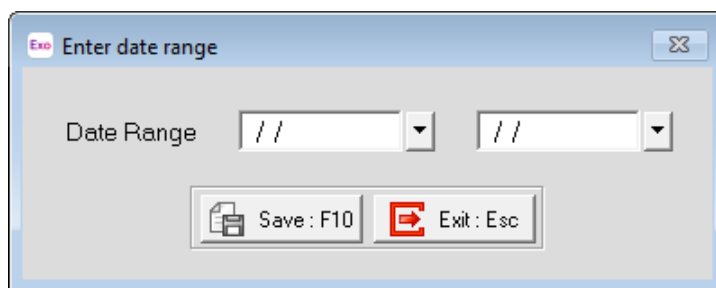 Exo Enter date range
Date Range / / / /
Save : F10 Exit : Esc